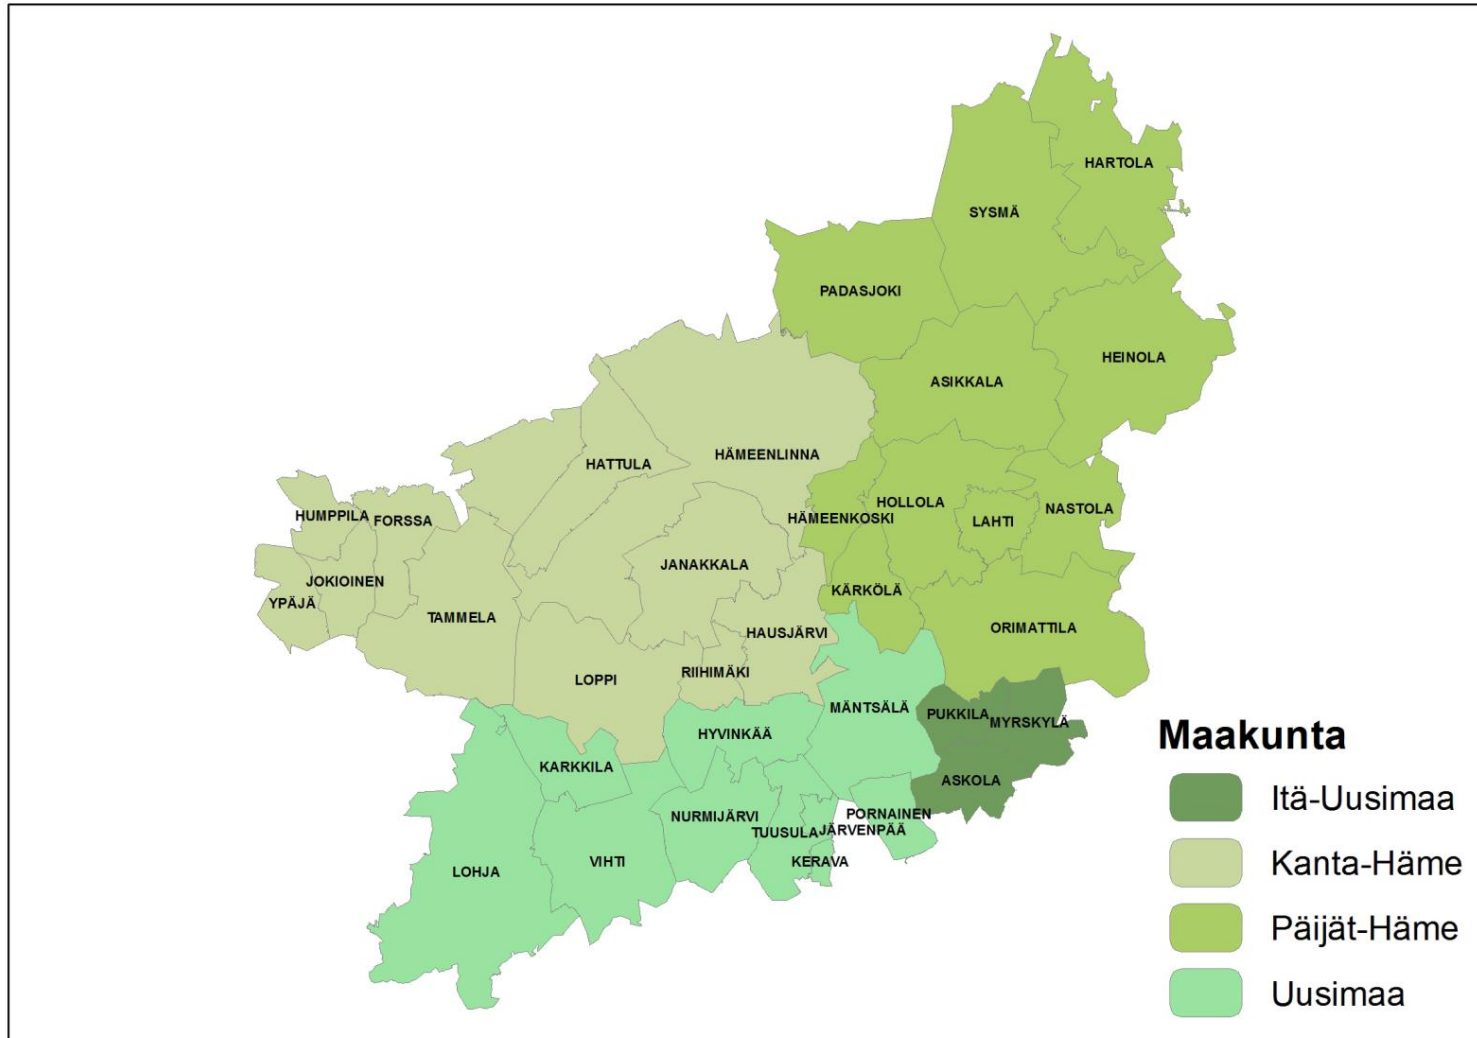 HARTOLA
SYSMÄ
PADASJOKI
HEINOLA
ASIKKALA
HÄMEENLINNA
HATTULA
HOLLOLA
NASTOLA
HUMPPILA
FORSSA
HÄMEENKOSKI
LAHTI
JANAKKALA
JOKIOINEN
KÄRKÖLÄ
YPÄJÄ
TAMMELA
HAUSJÄRVI
ORIMATTILA
LOPPI
RIIHIMÄKI
MÄNTSÄLÄ
PUKKILA
MYRSKYLÄ
HYVINKÄÄ
KARKKILA
ASKOLA
NURMIJÄRVI
PORNAINEN
TUUSULA
JÄRVENPÄÄ
LOHJA
VIHTI
KERAVA
Maakunta
Itä-Uusimaa
Kanta-Häme
Päijät-Häme
Uusimaa